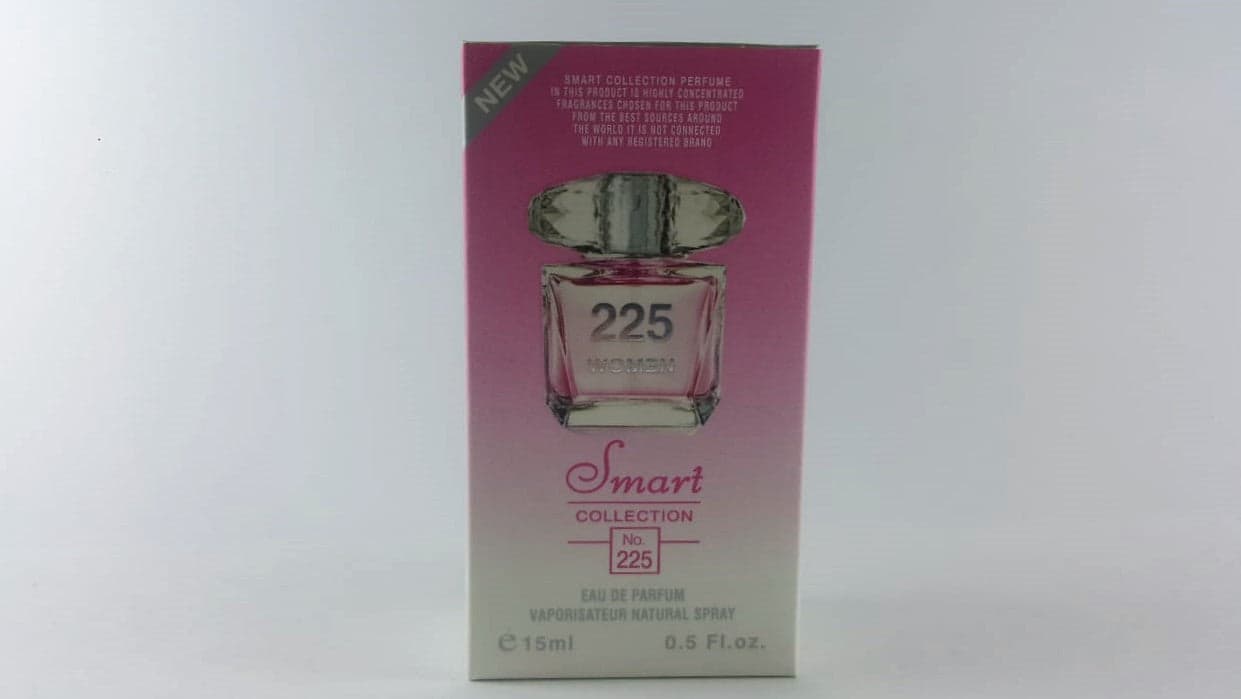 NEW
SMART COLLECTION PERFUME
IN THIS PRODUCT IS HIGHLY CONCENTRATED
FRAGRANCES CHOSEN FOR THIS PRODUCT
FROM THE BEST SOURCES AROUND
THE WORLD IT IS NOT CONNECTED
WITH ANY REGISTERED BRAND
225
WOMEN
Smart
COLLECTION
No.
225
EAU DE PARFUM
VAPORISATEUR NATURAL SPRAY
e 15ml 0.5 Fl.oz.